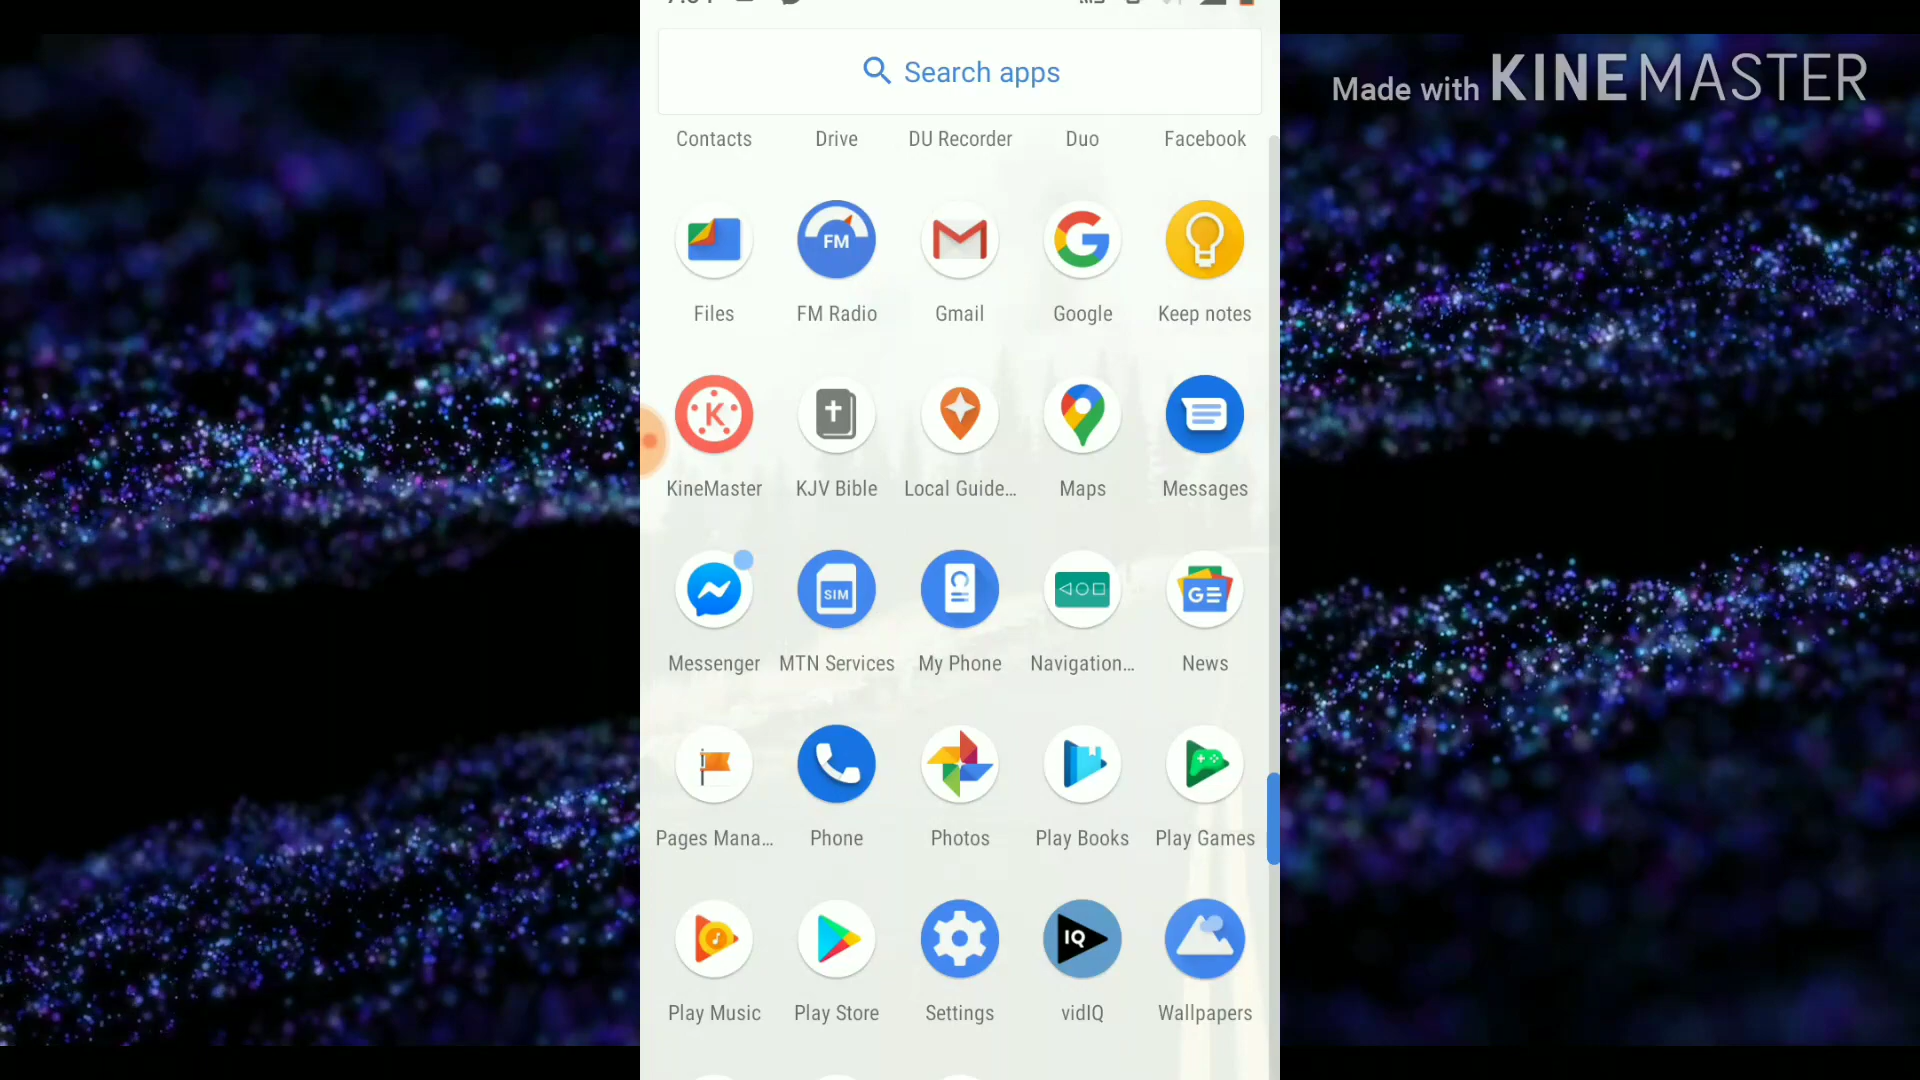 Made with KINEMASTER
Search apps
Contacts Drive DU Recorder Duo Facebook
FM
Files FM Radio Gmail Google Keep notes
K
KineMaster KJV Bible Local Guide... Maps Messages
SIM GE
Messenger MTN Services My Phone Navigation... News
Pages Mana... Phone Photos Play Books Play Games
IQ
Play Music Play Store Settings vidIQ Wallpapers